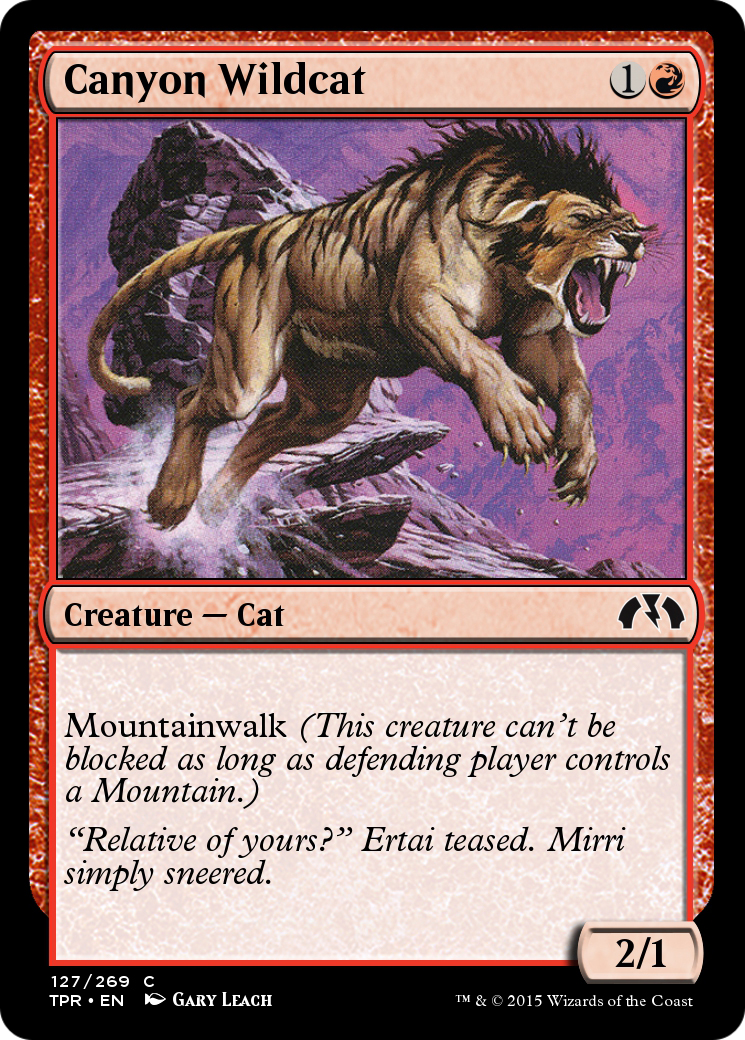 Canyon Wildcat 1
Creature — Cat
Mountainwalk (This creature can't be
blocked as long as defending player controls
a Mountain.)
"Relative of yours?" Ertai teased. Mirri
simply sneered.
2/1
127/269 C
TPR • EN Gary Leach
™ & © 2015 Wizards of the Coast